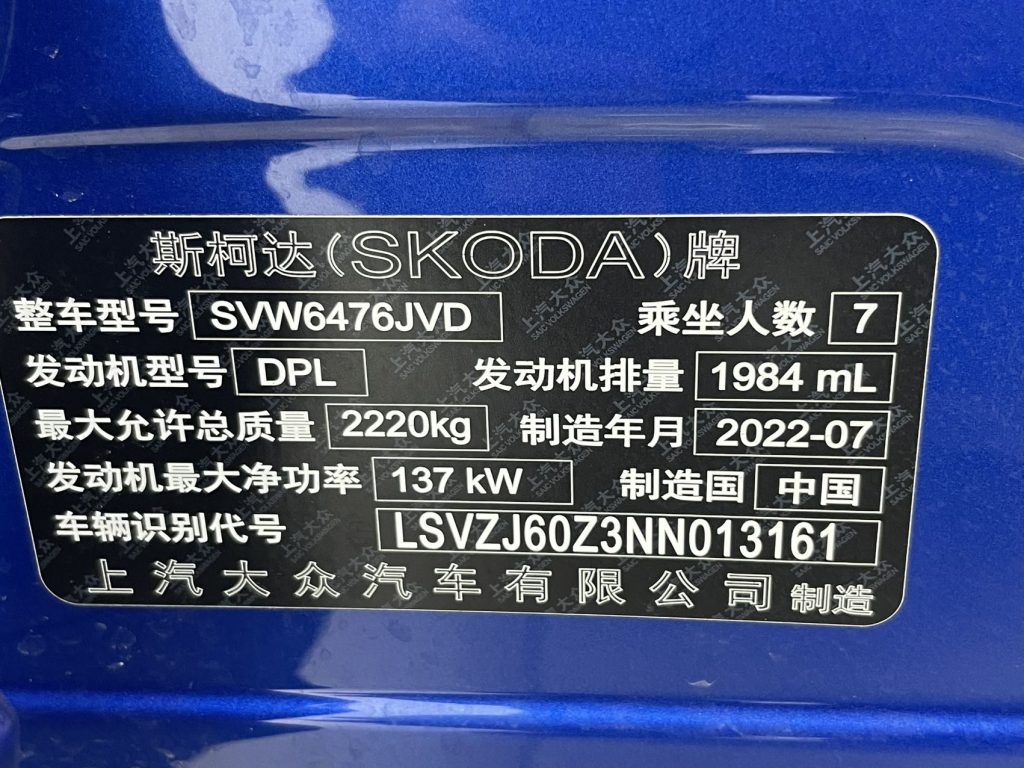 斯柯达(SKODA)牌
整车型号 SVW6476JVD 乘坐人数 7
发动机型号 DPL 发动机排量 1984 mL
最大允许总质量 2220kg 制造年月 2022-07
发动机最大净功率 137 kW 制造国 中国
车辆识别代号 LSVZJ60Z3NN013161
上汽大众汽车有限公司 制造